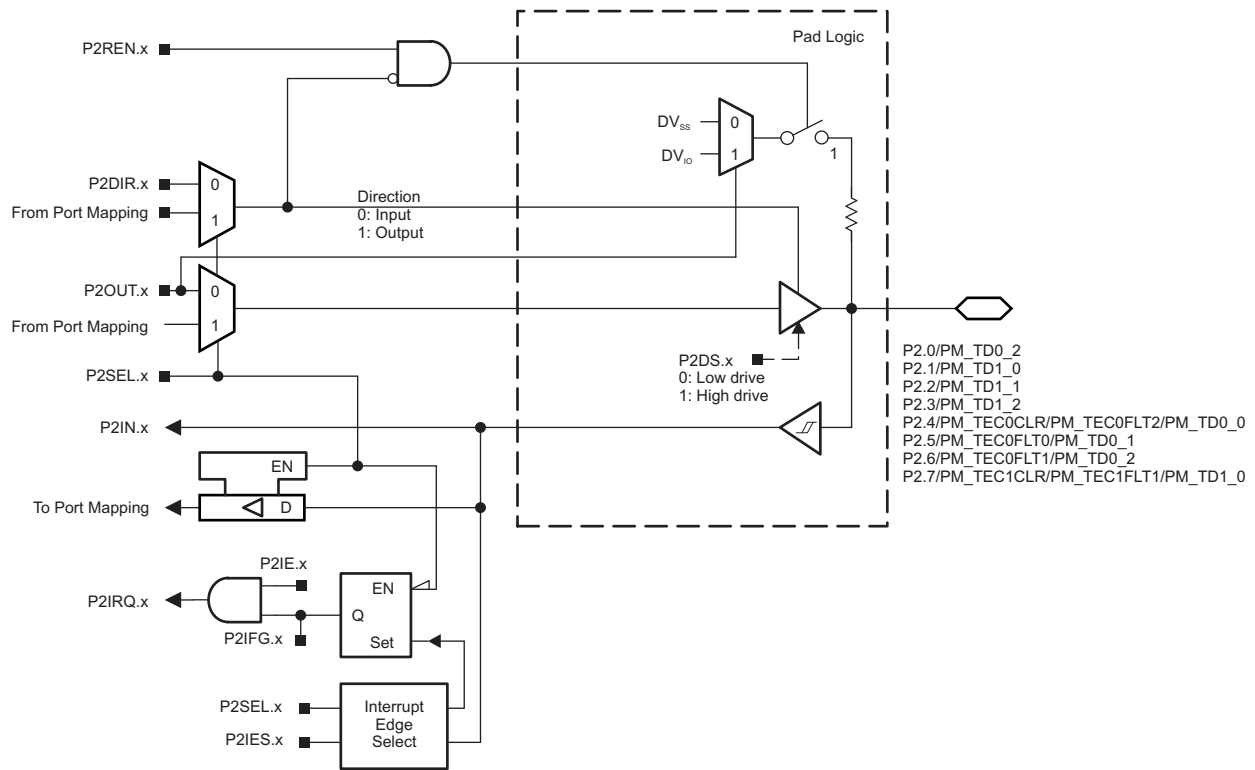 Pad Logic
P2REN.x
DVSS
0
DVIO
1
1
P2DIR.x
0
From Port Mapping
1
Direction
0: Input
1: Output
P2OUT.x
0
From Port Mapping
1
P2DS.x
0: Low drive
1: High drive
P2SEL.x
P2.0/PM_TD0_2
P2.1/PM_TD1_0
P2.2/PM_TD1_1
P2.3/PM_TD1_2
P2.4/PM_TEC0CLR/PM_TEC0FLT2/PM_TD0_0
P2.5/PM_TEC0FLT0/PM_TD0_1
P2.6/PM_TEC0FLT1/PM_TD0_2
P2.7/PM_TEC1CLR/PM_TEC1FLT1/PM_TD1_0
P2IN.x
EN
To Port Mapping
D
P2IE.x
P2IRQ.x
EN
Q
P2IFG.x
Set
P2SEL.x
P2IES.x
Interrupt
Edge
Select